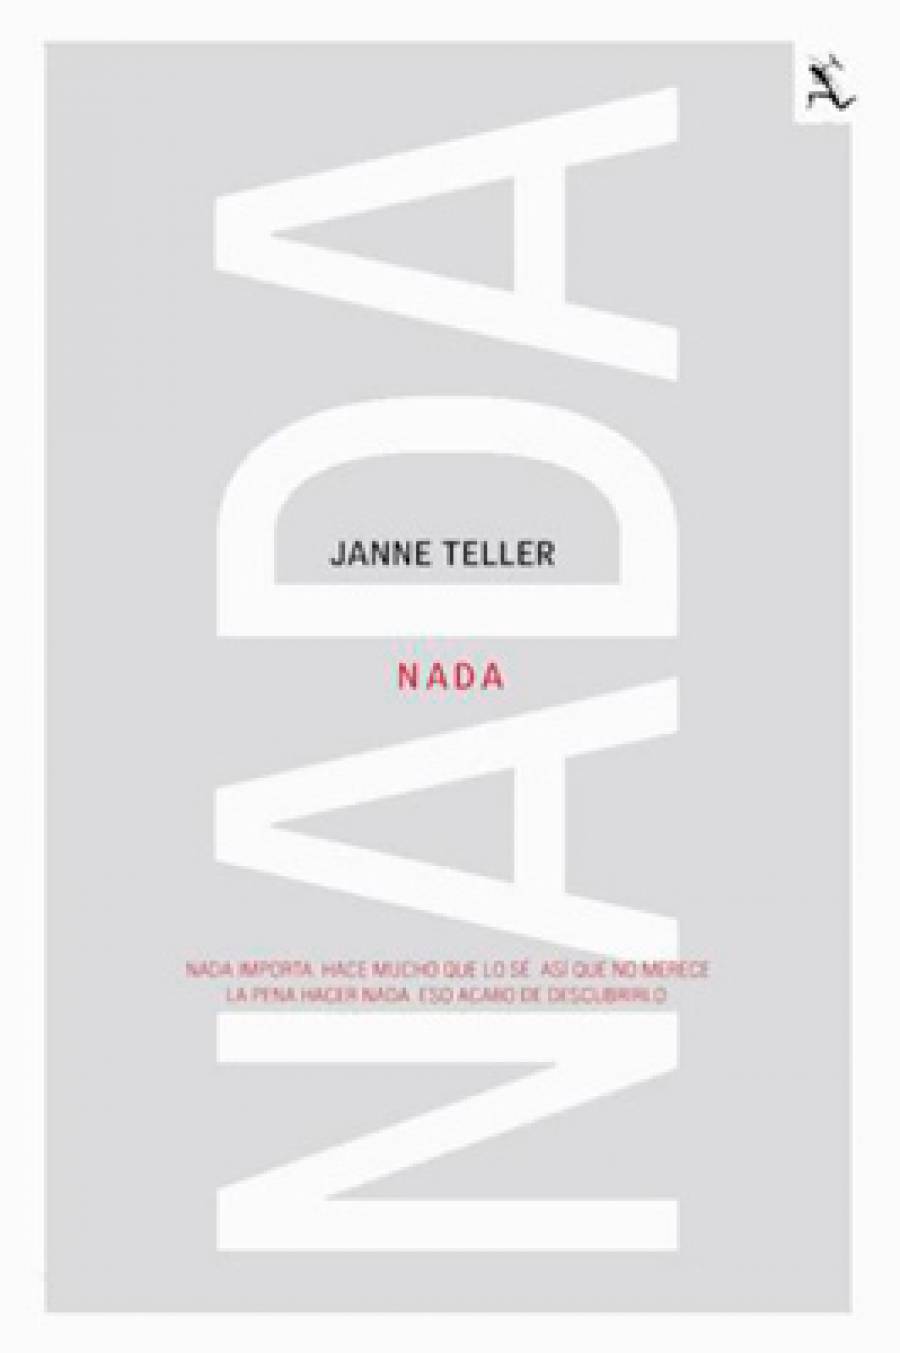 NADA
JANNE TELLER
NADA
NADA IMPORTA. HACE MUCHO QUE LO SÉ. ASÍ QUE NO MERECE
LA PENA HACER NADA. ESO ACABO DE DESCUBRIRLO